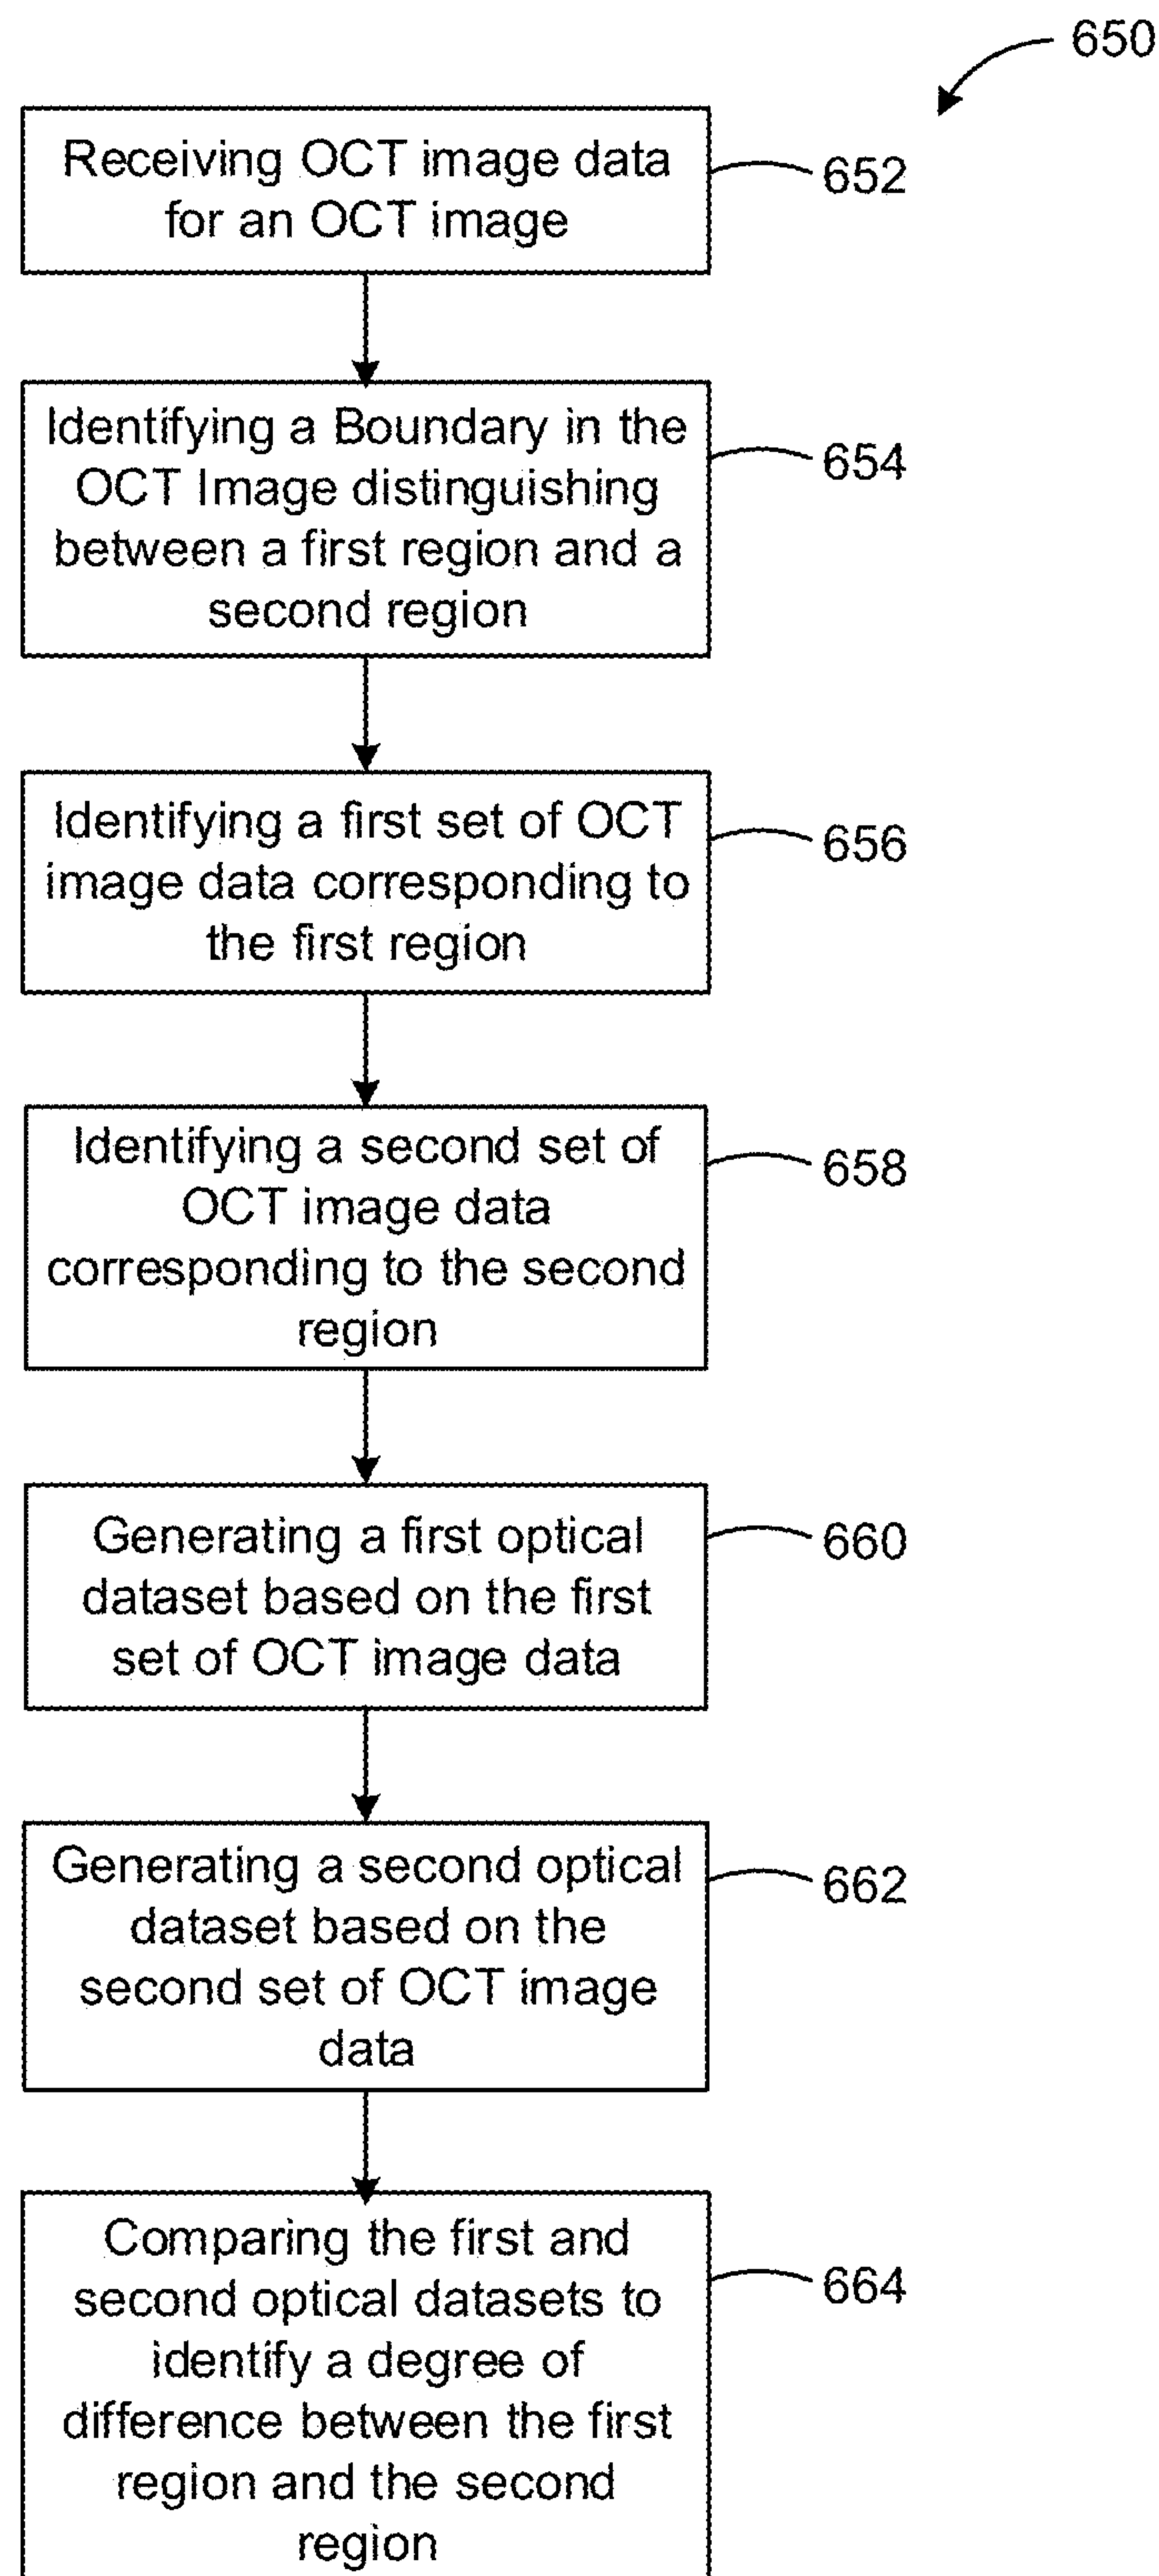 650
Receiving OCT image data
for an OCT image
652
Identifying a Boundary in the
OCT Image distinguishing
between a first region and a
second region
654
Identifying a first set of OCT
image data corresponding to
the first region
656
Identifying a second set of
OCT image data
corresponding to the second
region
658
Generating a first optical
dataset based on the first
set of OCT image data
660
Generating a second optical
dataset based on the
second set of OCT image
data
662
Comparing the first and
second optical datasets to
identify a degree of
difference between the first
region and the second
region
664